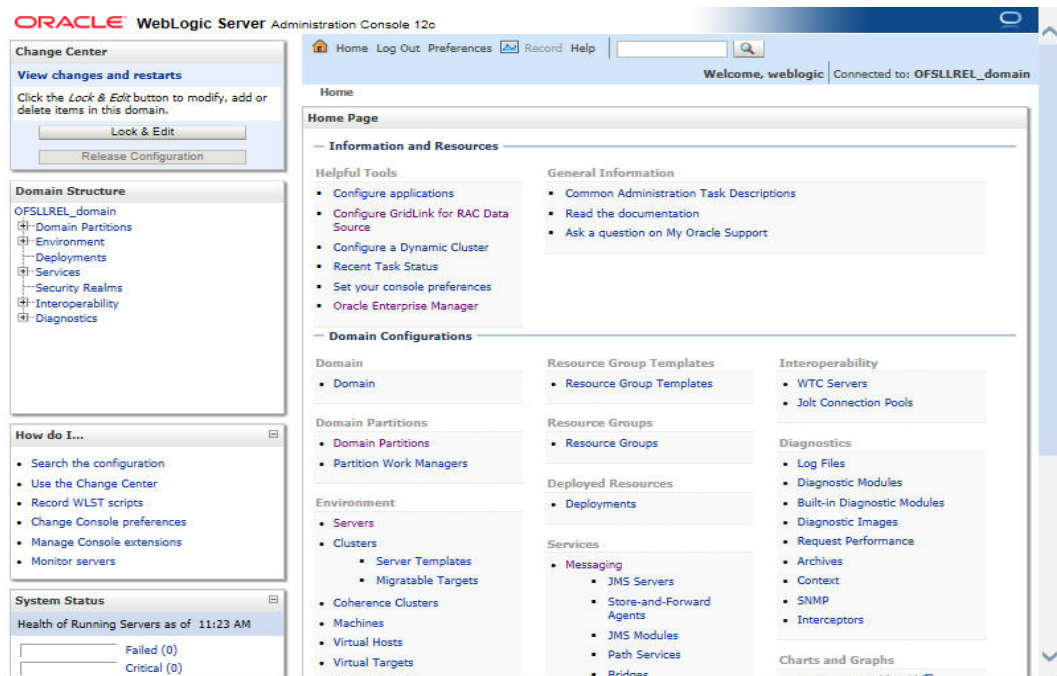 ORACLE WebLogic Server Administration Console 12c
Change Center
View changes and restarts
Click the Lock & Edit button to modify, add or
delete items in this domain.
Lock & Edit
Release Configuration
Domain Structure
OFSLLREL_domain
Domain Partitions
Environment
Deployments
Services
Security Realms
Interoperability
Diagnostics
How do I...
Search the configuration
Use the Change Center
Record WLST scripts
Change Console preferences
Manage Console extensions
Monitor servers
System Status
Health of Running Servers as of 11:23 AM
Failed (0)
Critical (0)
Home Log Out Preferences Record Help
Welcome, weblogic Connected to: OFSLLREL_domain
Home
Home Page
Information and Resources
Helpful Tools
Configure applications
Configure GridLink for RAC Data
Source
Configure a Dynamic Cluster
Recent Task Status
Set your console preferences
Oracle Enterprise Manager
General Information
Common Administration Task Descriptions
Read the documentation
Ask a question on My Oracle Support
Domain Configurations
Domain
Domain
Domain Partitions
Domain Partitions
Partition Work Managers
Environment
Servers
Clusters
Server Templates
Migratable Targets
Coherence Clusters
Machines
Virtual Hosts
Virtual Targets
Resource Group Templates
Resource Group Templates
Resource Groups
Resource Groups
Deployed Resources
Deployments
Services
Messaging
JMS Servers
Store-and-Forward
Agents
JMS Modules
Path Services
Bridges
Interoperability
WTC Servers
Jolt Connection Pools
Diagnostics
Log Files
Diagnostic Modules
Built-in Diagnostic Modules
Diagnostic Images
Request Performance
Archives
Context
SNMP
Interceptors
Charts and Graphs